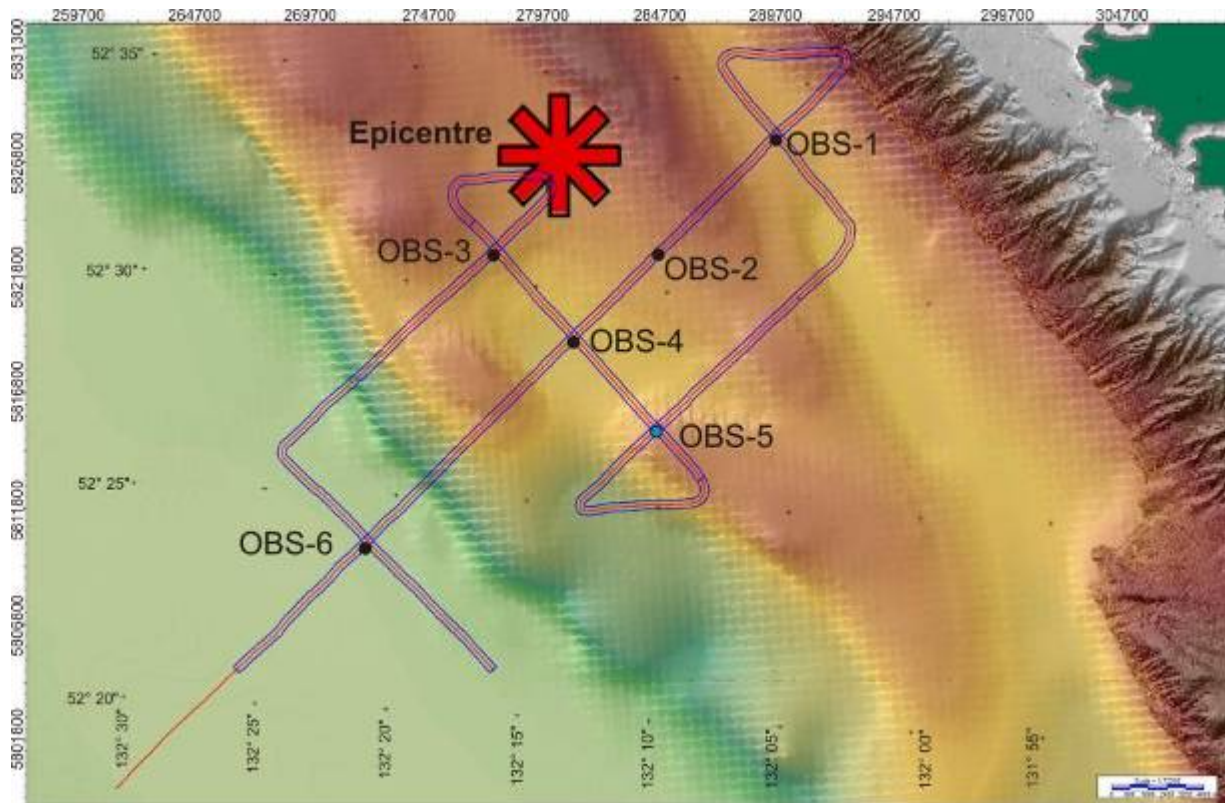 259700 264700 269700 274700 279700 284700 289700 294700 299700 304700
5831300
52° 35'
Epicentre
OBS-1
5826800
OBS-3
OBS-2
52° 30'
5821800
OBS-4
5816800
OBS-5
52° 25'
5811800
OBS-6
5806800
52° 20'
132° 30' 132° 25' 132° 20' 132° 15' 132° 10' 132° 05' 132° 00' 131° 55'
5801800